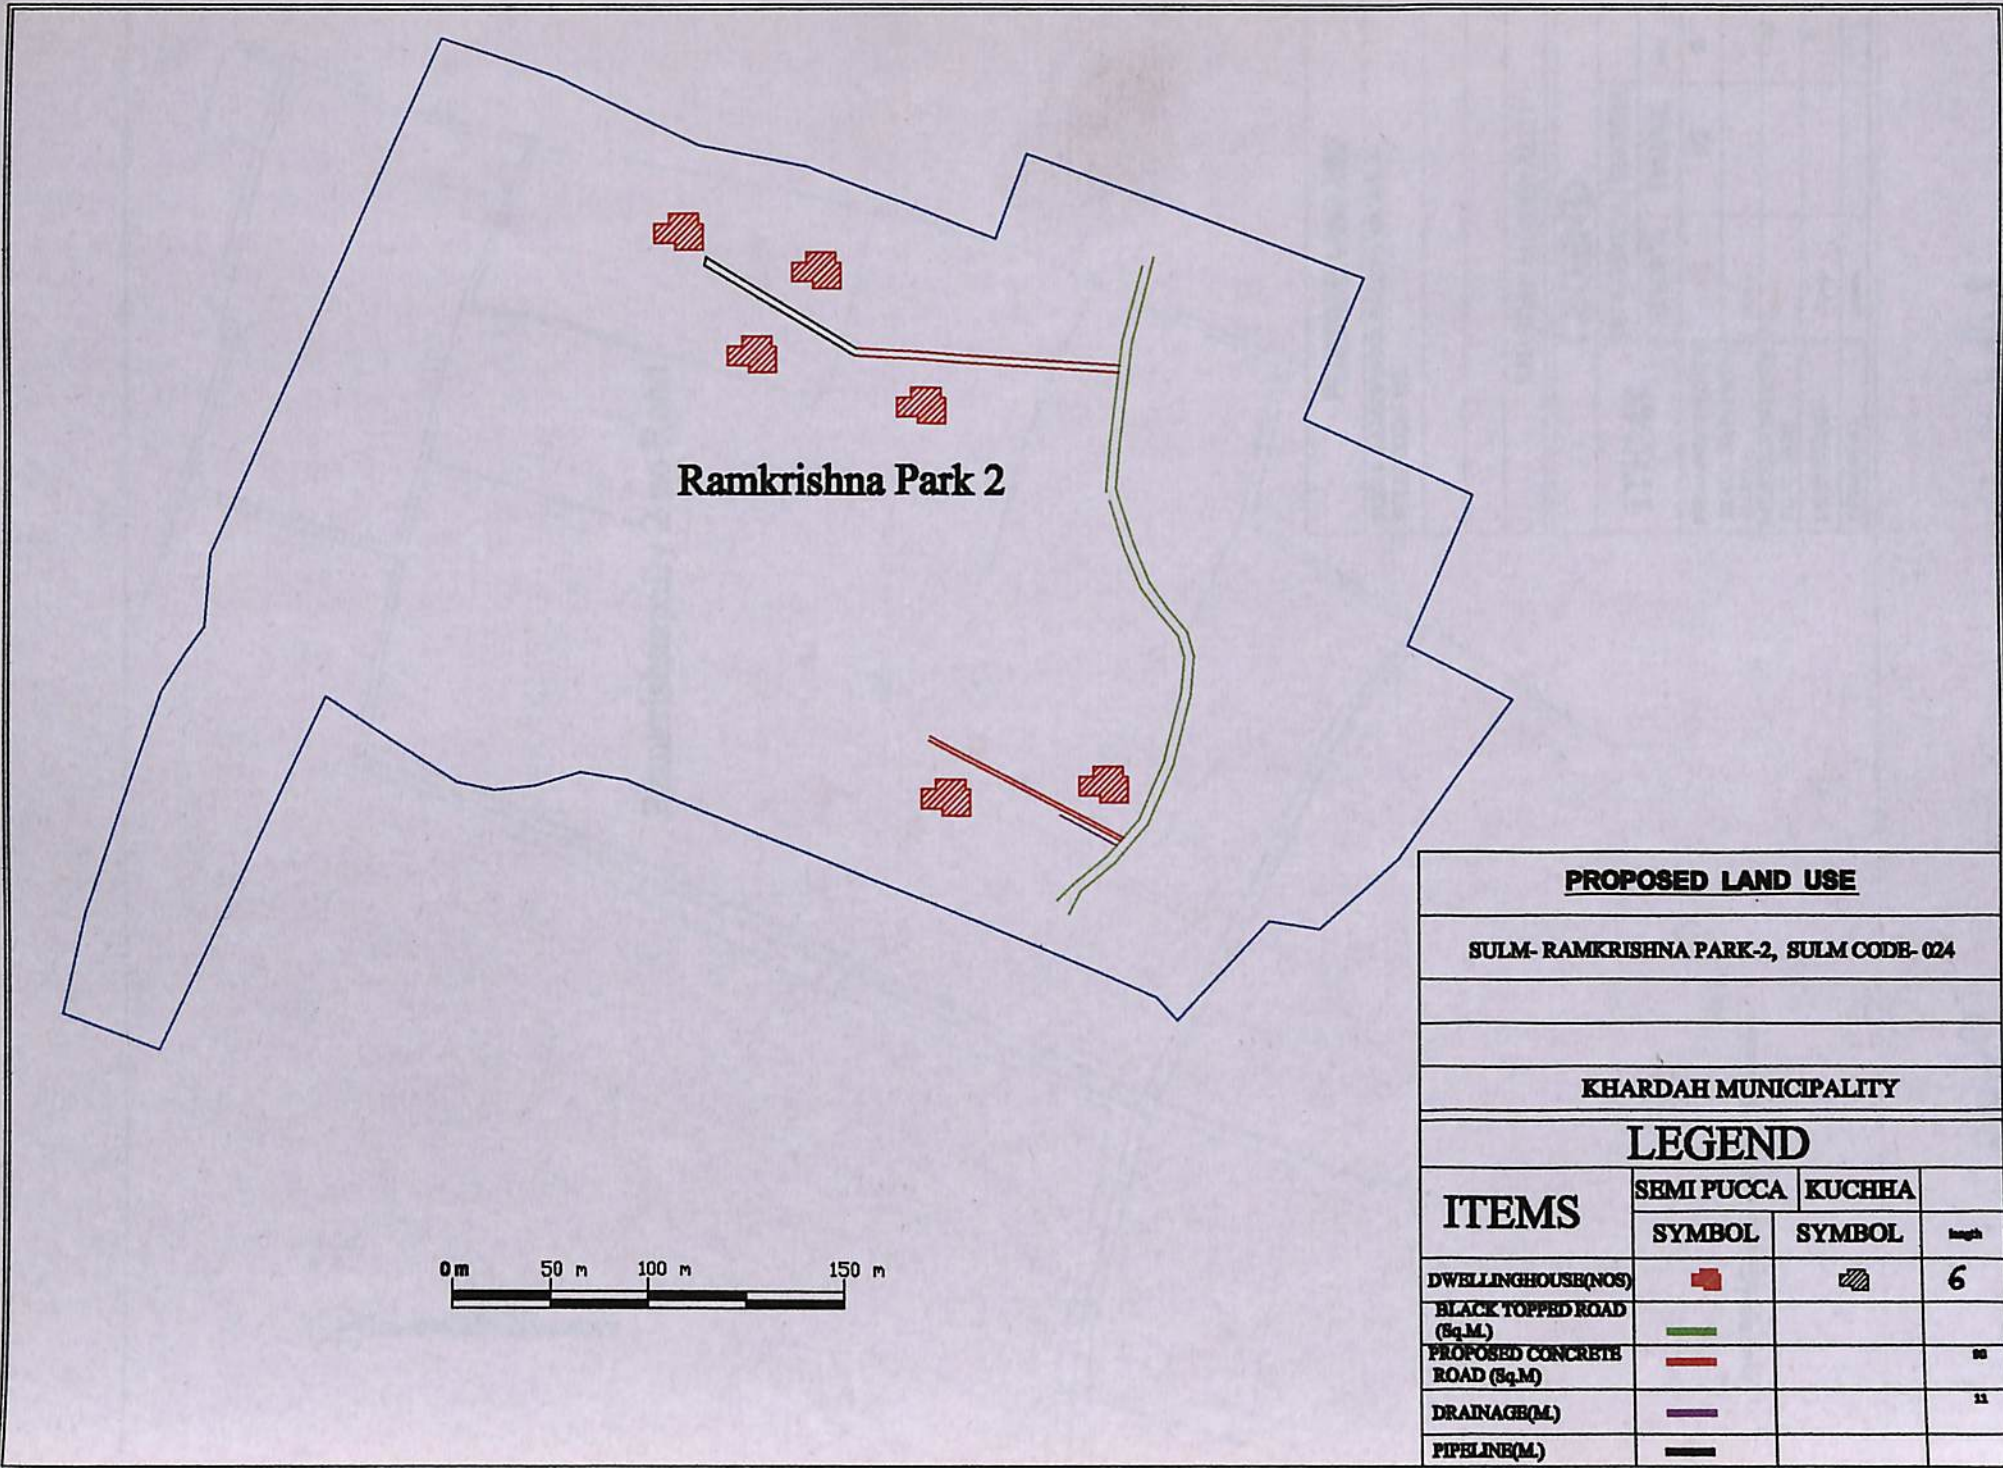 Ramkrishna Park 2
PROPOSED LAND USE
SULM- RAMKRISHNA PARK-2, SULM CODE- 024
KHARDAH MUNICIPALITY
LEGEND
ITEMS
SEMI PUCCA KUCHHA
SYMBOL SYMBOL length
DWELLINGHOUSE(NOS) 6
BLACK TOPPED ROAD
(Sq.M.)
PROPOSED CONCRETE
ROAD (Sq.M)
DRAINAGE(M.) 11
PIPELINE(M.)
0m 50 m 100 m 150 m